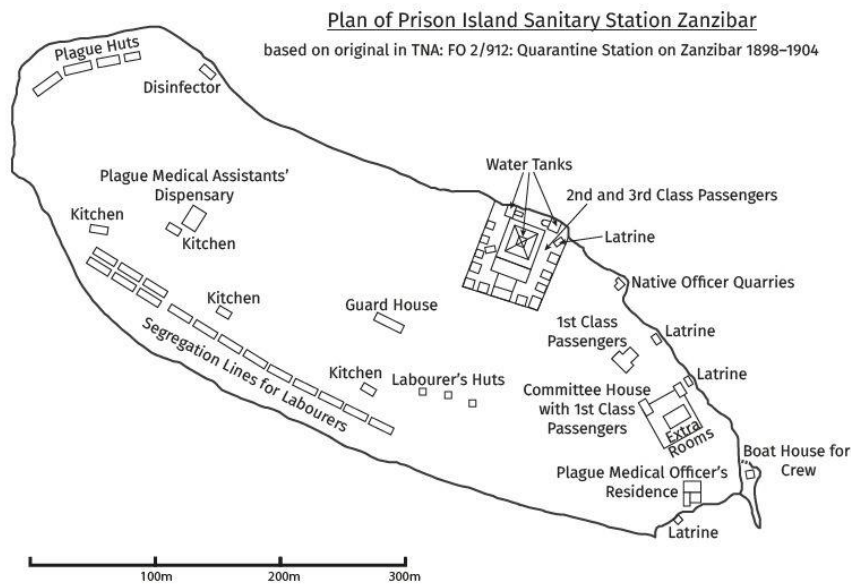 Plan of Prison Island Sanitary Station Zanzibar
based on original in TNA: FO 2/912: Quarantine Station on Zanzibar 1898–1904
Plague Huts
Disinfector
Water Tanks
Plague Medical Assistants'
Dispensary
2nd and 3rd Class Passengers
Kitchen
Kitchen
Latrine
Native Officer Quarries
Kitchen
Guard House
1st Class
Passengers
Latrine
Segregation Lines for Labourers
Kitchen
Labourer's Huts
Latrine
Committee House
with 1st Class
Passengers
Extra
Rooms
Boat House for
Crew
Plague Medical Officer's
Residence
Latrine
100m
200m
300m